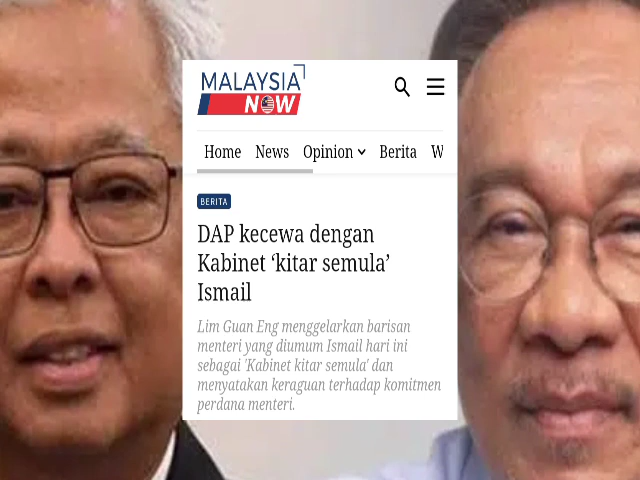 MALAYSIA
NOW
Home News Opinion Berita W
BERITA
DAP kecewa dengan
Kabinet ‘kitar semula’
Ismail
Lim Guan Eng menggelarkan barisan
menteri yang diumum Ismail hari ini
sebagai 'Kabinet kitar semula' dan
menyatakan keraguan terhadap komitmen
perdana menteri.